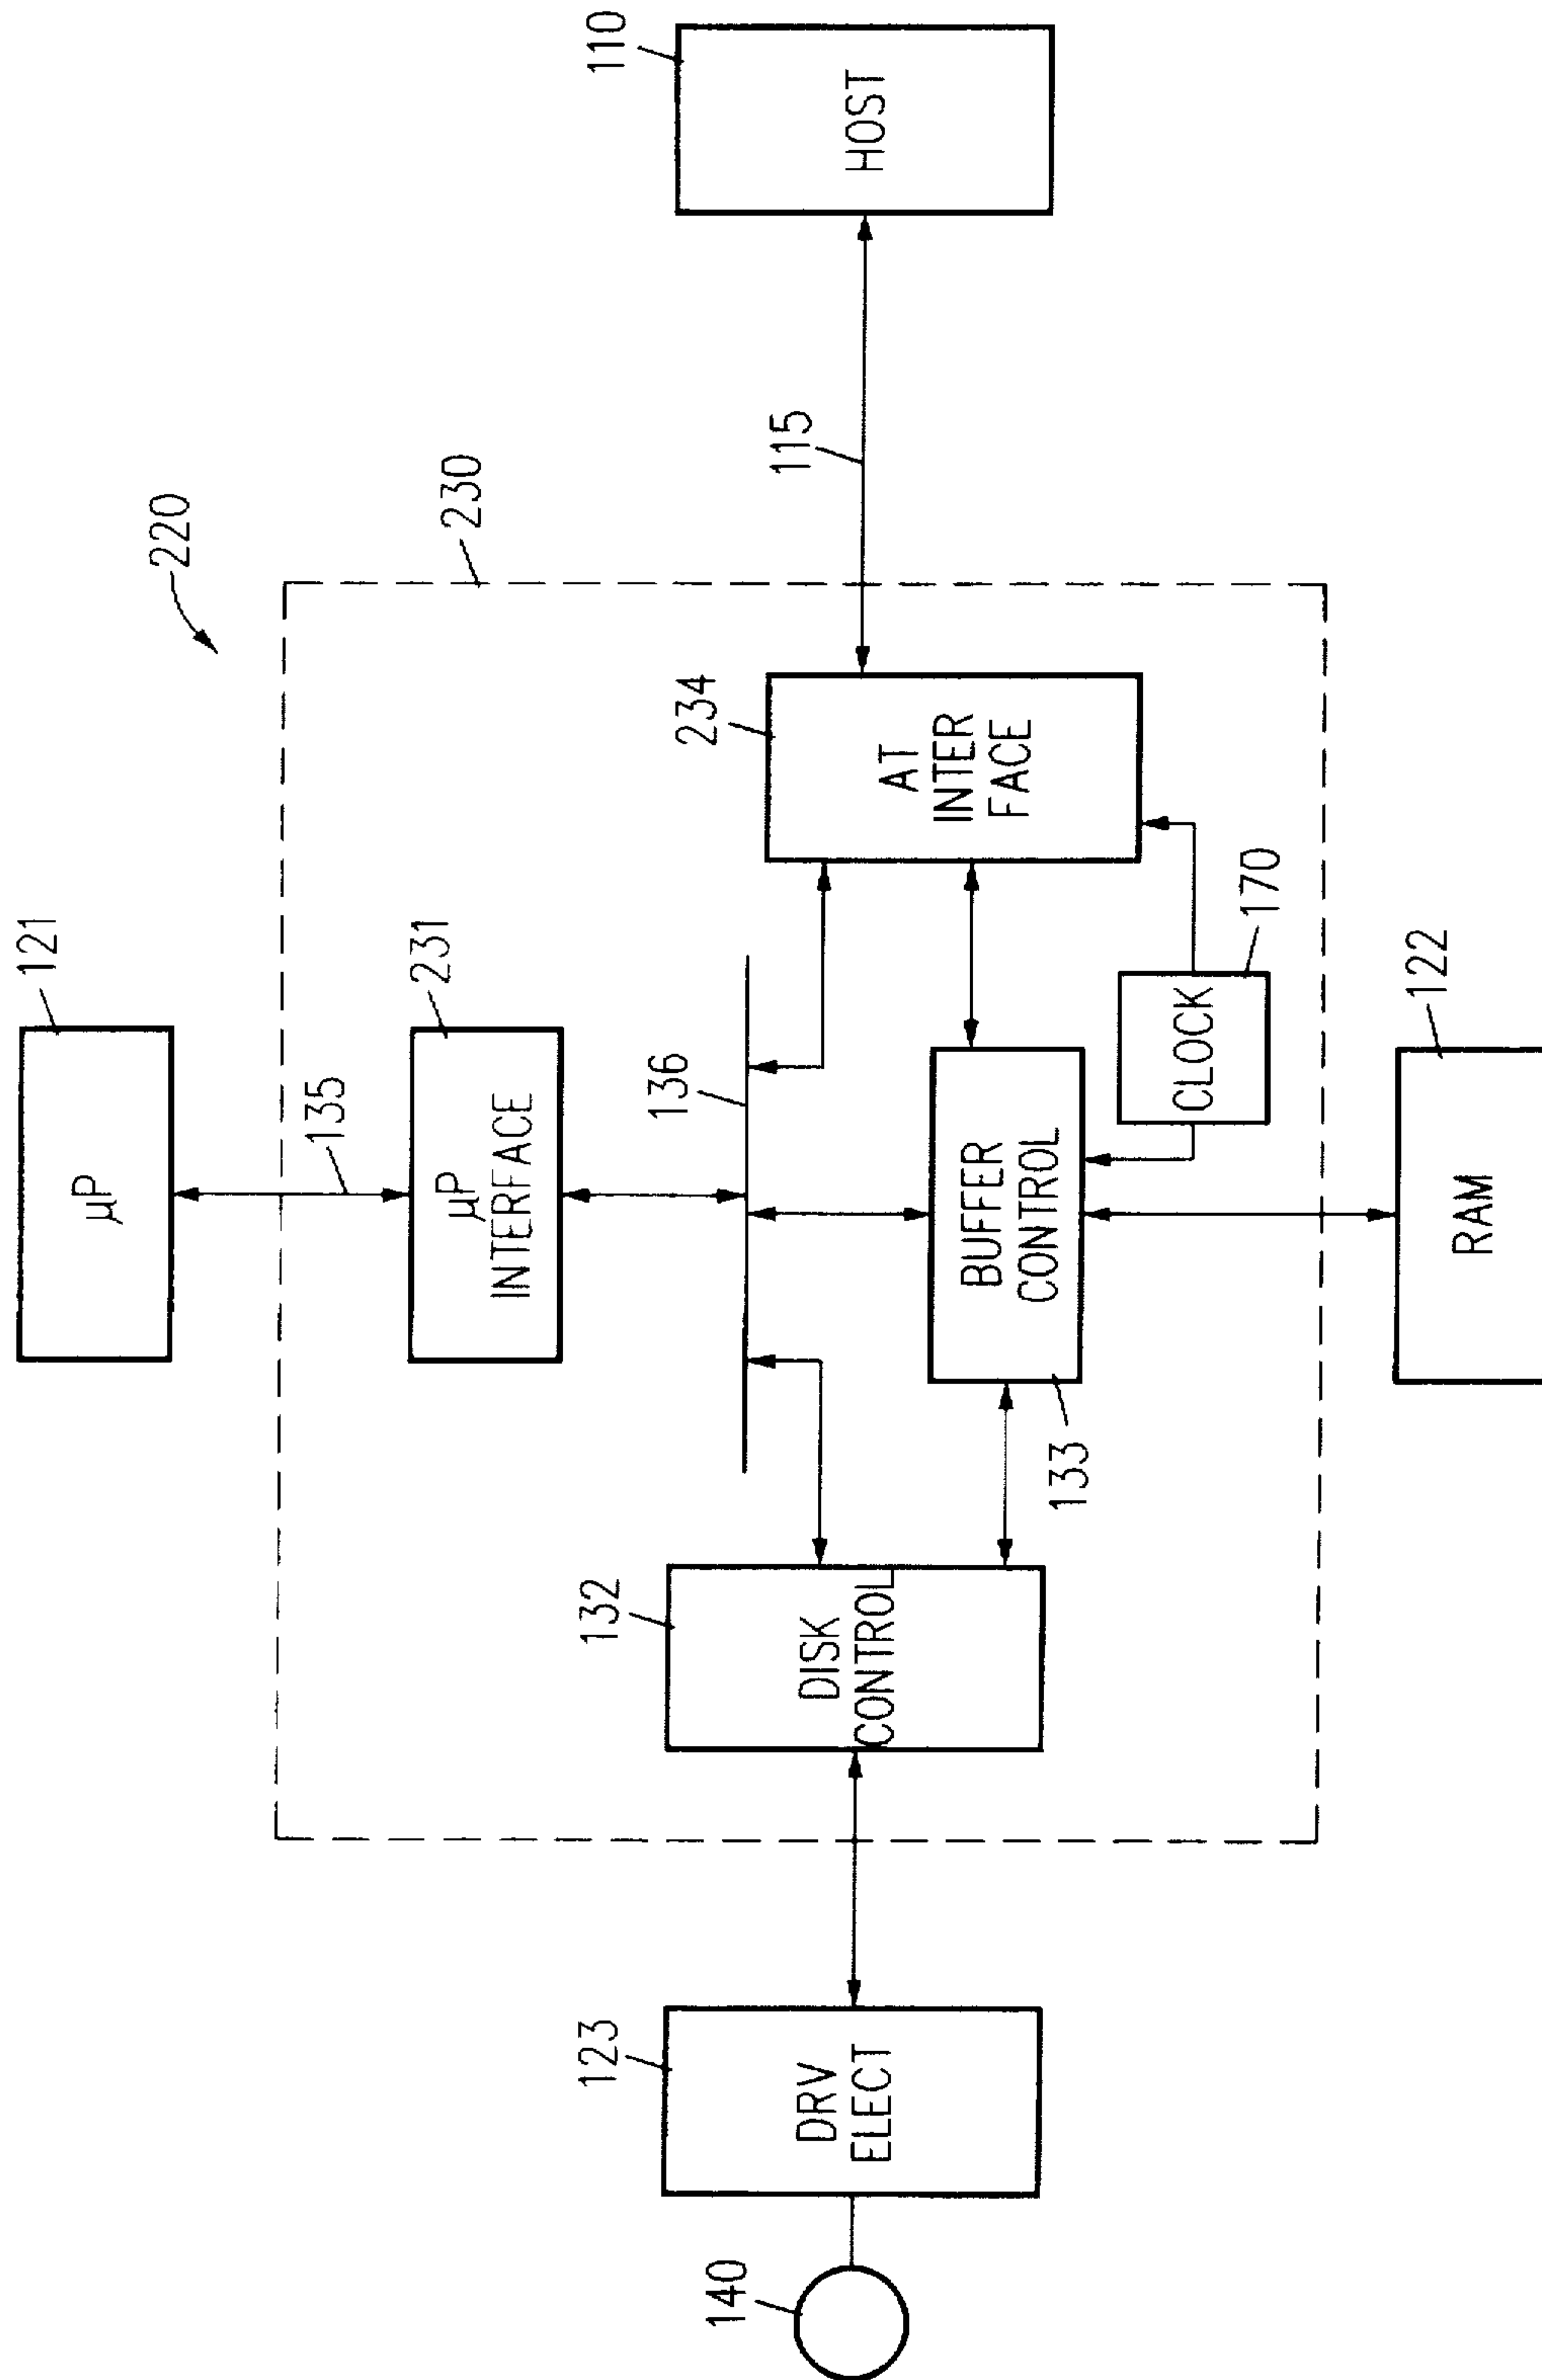 220
121
µP
135
230
231
µP
INTERFACE
136
115
110
HOST
140
123
DRV
ELECT
132
DISK
CONTROL
133
BUFFER
CONTROL
234
AT
INTER
FACE
CLOCK
170
122
RAM